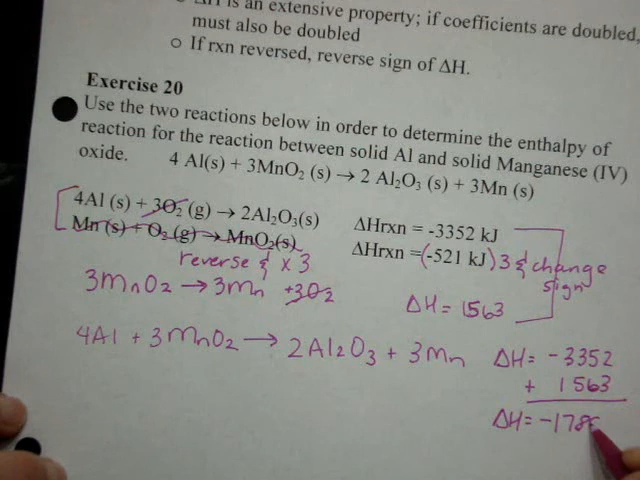 ΔH is an extensive property; if coefficients are doubled,
must also be doubled
○ If rxn reversed, reverse sign of ΔH.
Exercise 20
Use the two reactions below in order to determine the enthalpy of
reaction for the reaction between solid Al and solid Manganese (IV)
oxide. 4 Al(s) + 3MnO₂ (s) → 2 Al₂O₃ (s) + 3Mn (s)
4Al (s) + 3O₂ (g) → 2Al₂O₃(s) ΔHrxn = -3352 kJ
Mn (s) + O₂ (g) → MnO₂(s) ΔHrxn =(-521 kJ)3 & change sign
reverse & x 3
3MnO2 → 3Mn +3O2 ΔH = 1563
4Al + 3MnO2 → 2Al2O3 + 3Mn ΔH= -3352
+ 1563
ΔH= -178